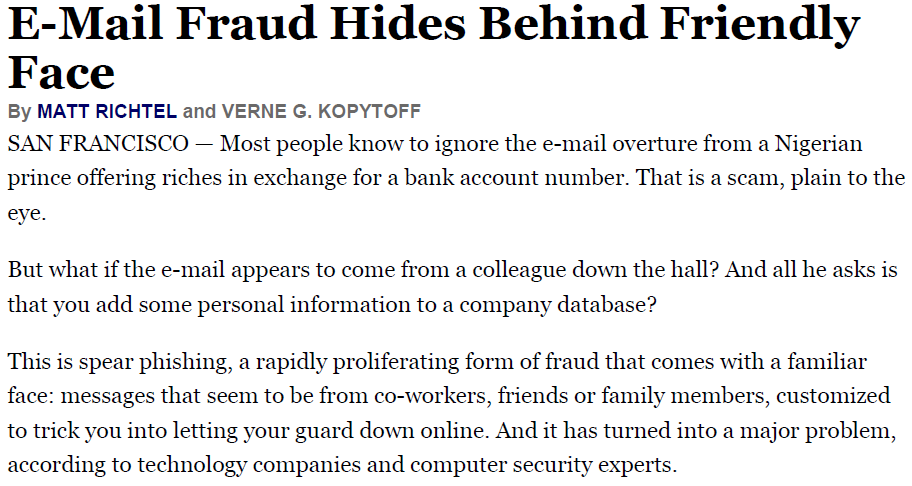 E-Mail Fraud Hides Behind Friendly
Face
By MATT RICHTEL and VERNE G. KOPYTOFF
SAN FRANCISCO — Most people know to ignore the e-mail overture from a Nigerian
prince offering riches in exchange for a bank account number. That is a scam, plain to the
eye.
But what if the e-mail appears to come from a colleague down the hall? And all he asks is
that you add some personal information to a company database?
This is spear phishing, a rapidly proliferating form of fraud that comes with a familiar
face: messages that seem to be from co-workers, friends or family members, customized
to trick you into letting your guard down online. And it has turned into a major problem,
according to technology companies and computer security experts.